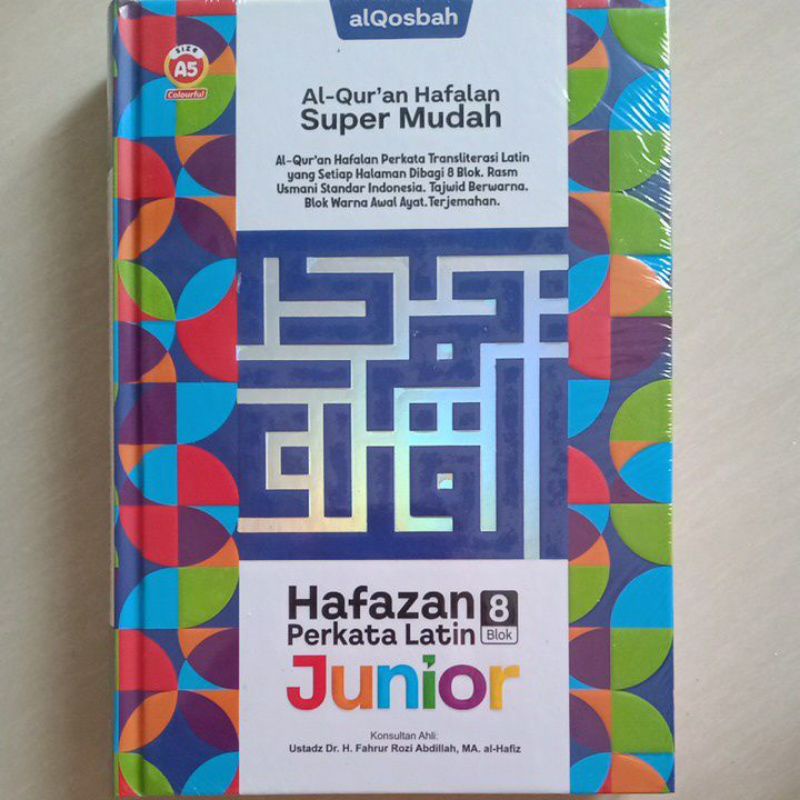 alQosbah
SIZE
A5
Colourful
Al-Qur'an Hafalan
Super Mudah
Al-Qur'an Hafalan Perkata Transliterasi Latin
yang Setiap Halaman Dibagi 8 Blok. Rasm
Usmani Standar Indonesia. Tajwid Berwarna.
Blok Warna Awal Ayat.Terjemahan.
Hafazan 8
Perkata Latin Blok
Junior
Konsultan Ahli:
Ustadz Dr. H. Fahrur Rozi Abdillah, MA. al-Hafiz